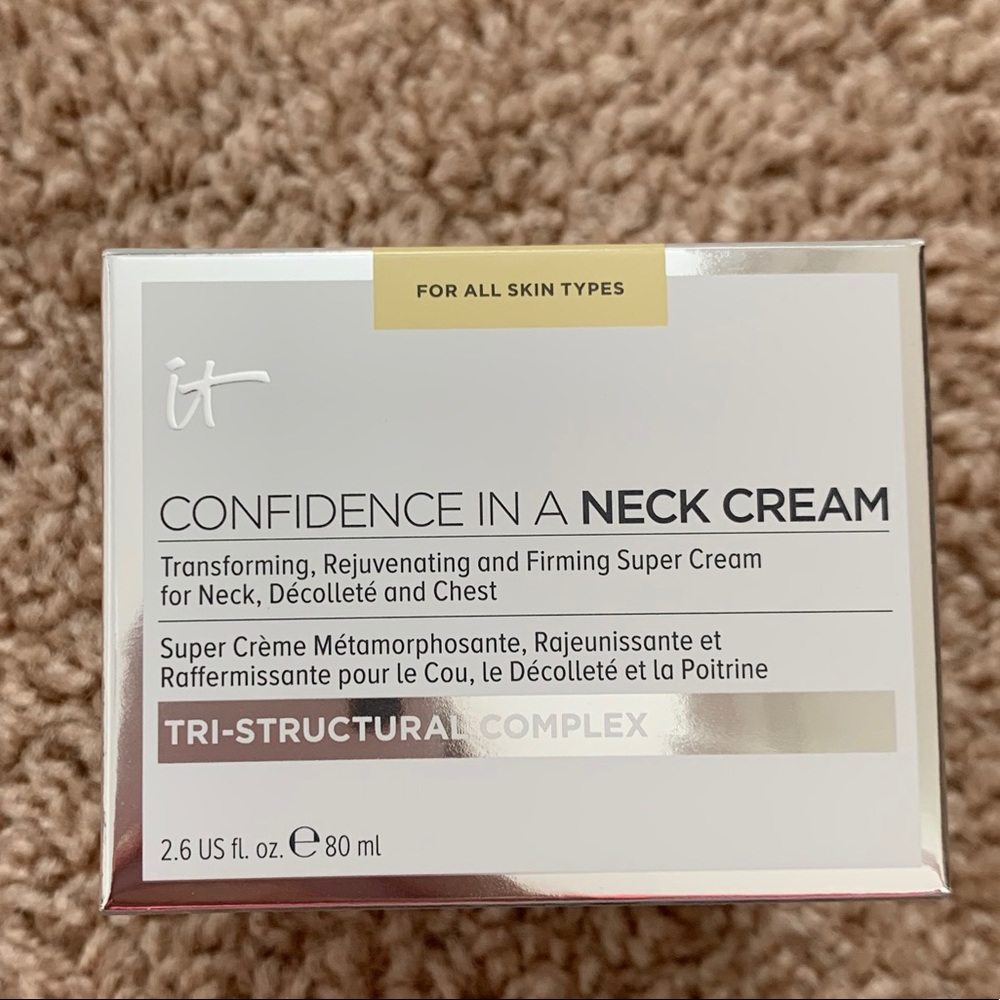 FOR ALL SKIN TYPES
it
CONFIDENCE IN A NECK CREAM
Transforming, Rejuvenating and Firming Super Cream
for Neck, Décolleté and Chest
Super Crème Métamorphosante, Rajeunissante et
Raffermissante pour le Cou, le Décolleté et la Poitrine
TRI-STRUCTURAL COMPLEX
2.6 US fl. oz. ℮ 80 ml